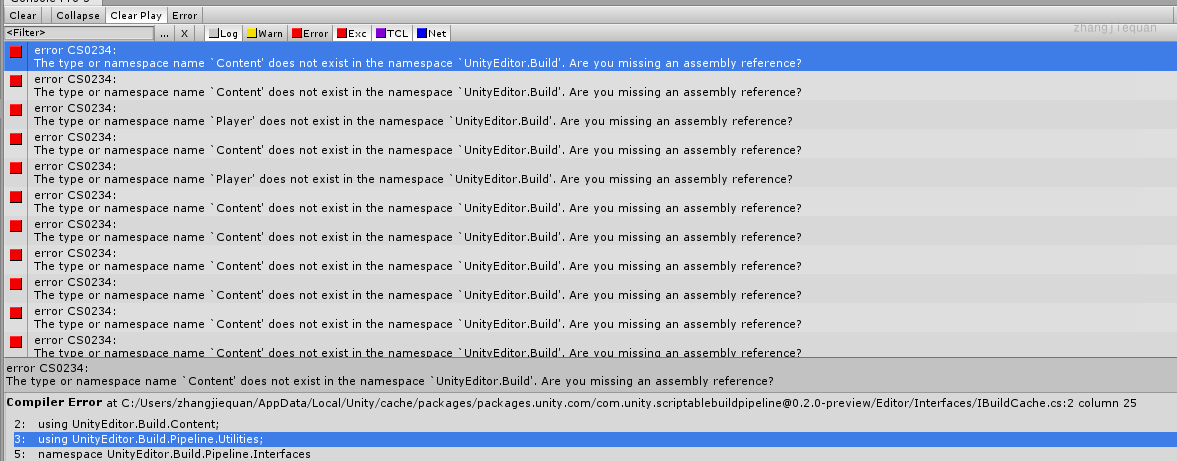 Clear Collapse Clear Play Error
<Filter> ... X Log Warn Error Exc TCL Net zhangjiequan
error CS0234:
The type or namespace name `Content' does not exist in the namespace `UnityEditor.Build'. Are you missing an assembly reference?
error CS0234:
The type or namespace name `Content' does not exist in the namespace `UnityEditor.Build'. Are you missing an assembly reference?
error CS0234:
The type or namespace name `Player' does not exist in the namespace `UnityEditor.Build'. Are you missing an assembly reference?
error CS0234:
The type or namespace name `Content' does not exist in the namespace `UnityEditor.Build'. Are you missing an assembly reference?
error CS0234:
The type or namespace name `Player' does not exist in the namespace `UnityEditor.Build'. Are you missing an assembly reference?
error CS0234:
The type or namespace name `Content' does not exist in the namespace `UnityEditor.Build'. Are you missing an assembly reference?
error CS0234:
The type or namespace name `Content' does not exist in the namespace `UnityEditor.Build'. Are you missing an assembly reference?
error CS0234:
The type or namespace name `Content' does not exist in the namespace `UnityEditor.Build'. Are you missing an assembly reference?
error CS0234:
The type or namespace name `Content' does not exist in the namespace `UnityEditor.Build'. Are you missing an assembly reference?
error CS0234:
The type or namespace name `Content' does not exist in the namespace `UnityEditor.Build'. Are you missing an assembly reference?
error CS0234:
The type or namespace name `Content' does not exist in the namespace `UnityEditor.Build'. Are you missing an assembly reference?
error CS0234:
The type or namespace name `Content' does not exist in the namespace `UnityEditor.Build'. Are you missing an assembly reference?
Compiler Error at C:/Users/zhangjiequan/AppData/Local/Unity/cache/packages/packages.unity.com/com.unity.scriptablebuildpipeline@0.2.0-preview/Editor/Interfaces/IBuildCache.cs:2 column 25
2: using UnityEditor.Build.Content;
3: using UnityEditor.Build.Pipeline.Utilities;
5: namespace UnityEditor.Build.Pipeline.Interfaces